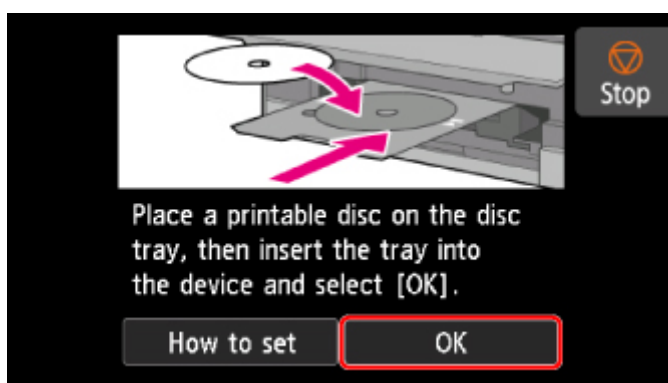 Stop
Place a printable disc on the disc
tray, then insert the tray into
the device and select [OK].
How to set
OK